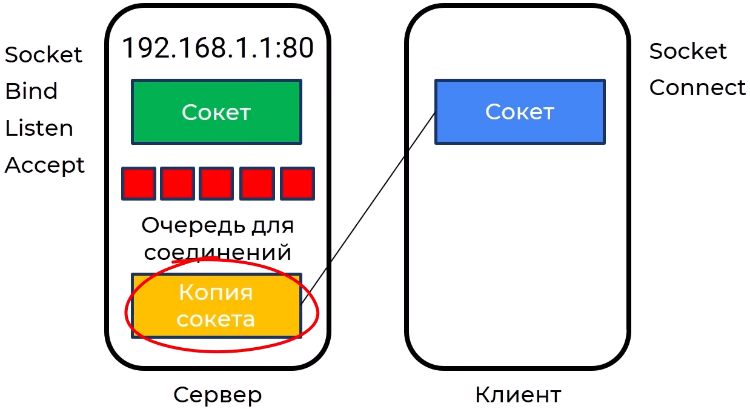 Socket
Bind
Listen
Accept
192.168.1.1:80
Сокет
Очередь для
соединений
Копия
сокета
Сервер
Сокет
Клиент
Socket
Connect